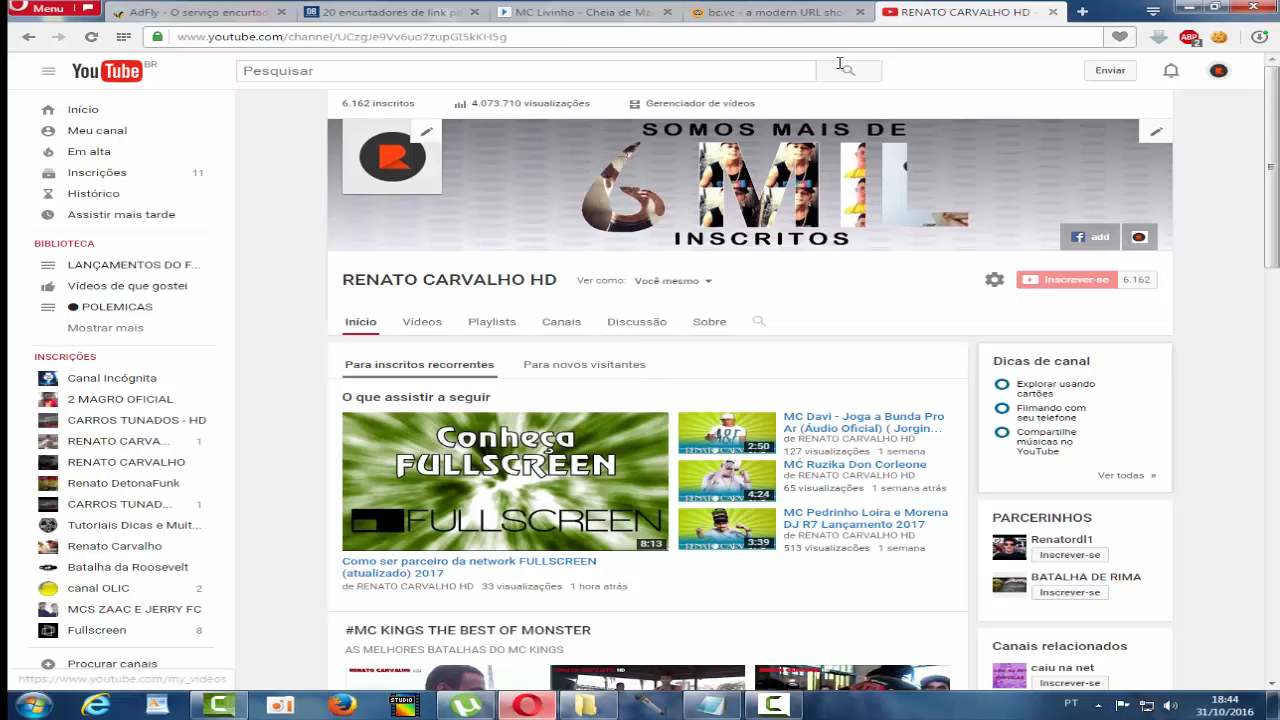 Menu
AdFly - O serviço encurtad
20 encurtadores de link pa
MC Livinho - Cheia de Ma
bc.vc - a modern URL sho
RENATO CARVALHO HD -
www.youtube.com/channel/UCzgJe9Vv6uo7zupGI5kKH5g
2
YouTube BR
Pesquisar
Enviar
Início
Meu canal
Em alta
Inscrições 11
Histórico
Assistir mais tarde
BIBLIOTECA
LANÇAMENTOS DO F...
Vídeos de que gostei
POLEMICAS
Mostrar mais
INSCRIÇÕES
Canal Incógnita
2 MAGRO OFICIAL
CARROS TUNADOS - HD
RENATO CARVA... 1
RENATO CARVALHO
Renato DetonaFunk
CARROS TUNAD... 1
Tutoriais Dicas e Muit...
Renato Carvalho
Batalha da Roosevelt
canal OLIC 2
MCS ZAAC E JERRY FC
Fullscreen 8
Procurar canais
https://www.youtube.com/my_videos
6.162 inscritos
4.073.710 visualizações
Gerenciador de vídeos
SOMOS MAIS DE
6 MIL
INSCRITOS
add
RENATO CARVALHO HD
Ver como: Você mesmo
Inscrever-se 6.162
Início
Vídeos
Playlists
Canais
Discussão
Sobre
Para inscritos recorrentes
Para novos visitantes
O que assistir a seguir
Conheça
FULLSCREEN
FULLSCREEN
8:13
Como ser parceiro da network FULLSCREEN
(atualizado) 2017
de RENATO CARVALHO HD 33 visualizações 1 hora atrás
2:50
MC Davi - Joga a Bunda Pro
Ar (Áudio Oficial) ( Jorgin...
de RENATO CARVALHO HD
127 visualizações 1 semana atrás
4:24
MC Ruzika Don Corleone
de RENATO CARVALHO HD
65 visualizações 1 semana atrás
3:39
MC Pedrinho Loira e Morena
DJ R7 Lançamento 2017
de RENATO CARVALHO HD
513 visualizações 1 semana
#MC KINGS THE BEST OF MONSTER
AS MELHORES BATALHAS DO MC KINGS
Dicas de canal
Explorar usando
cartões
Filmando com
seu telefone
Compartilhe
músicas no
YouTube
Ver todas »
PARCERINHOS
Renatordl1
Inscrever-se
BATALHA DE RIMA
Inscrever-se
Canais relacionados
caiu na net
Inscrever-se
STUDIO
PT
18:44
31/10/2016